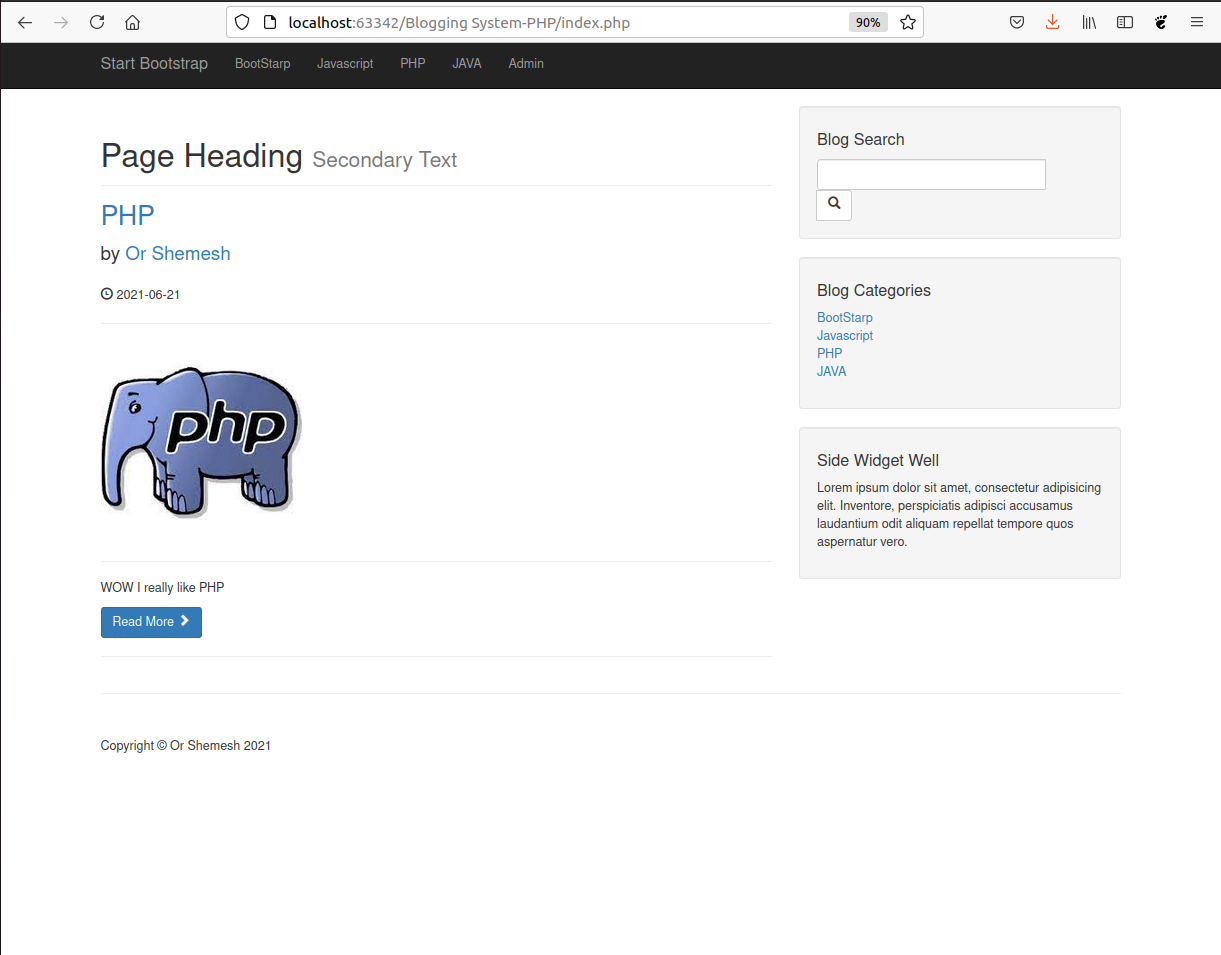 localhost:63342/Blogging System-PHP/index.php 90%
Start Bootstrap BootStarp Javascript PHP JAVA Admin
Page Heading Secondary Text
PHP
by Or Shemesh
2021-06-21
php
WOW I really like PHP
Read More
Blog Search
Blog Categories
BootStarp
Javascript
PHP
JAVA
Side Widget Well
Lorem ipsum dolor sit amet, consectetur adipisicing
elit. Inventore, perspiciatis adipisci accusamus
laudantium odit aliquam repellat tempore quos
aspernatur vero.
Copyright © Or Shemesh 2021